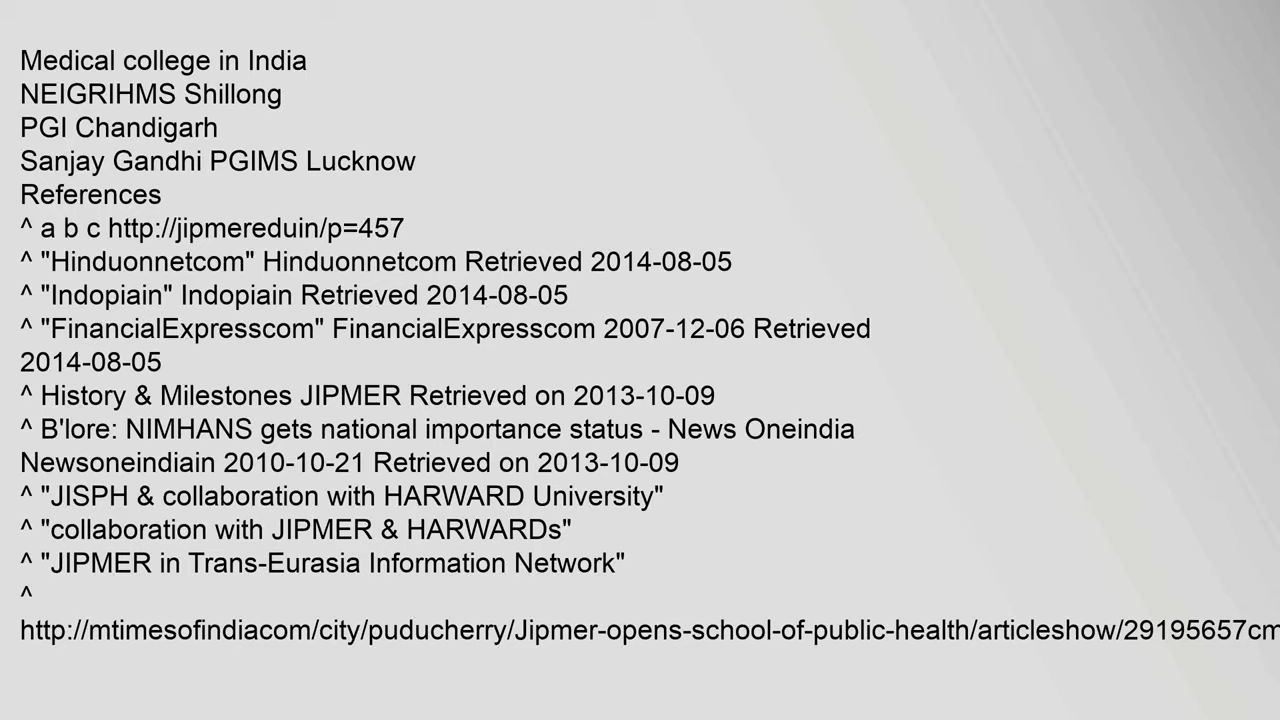 Medical college in India
NEIGRIHMS Shillong
PGI Chandigarh
Sanjay Gandhi PGIMS Lucknow
References
^ a b c http://jipmereduin/p=457
^ "Hinduonnetcom" Hinduonnetcom Retrieved 2014-08-05
^ "Indopiain" Indopiain Retrieved 2014-08-05
^ "FinancialExpresscom" FinancialExpresscom 2007-12-06 Retrieved
2014-08-05
^ History & Milestones JIPMER Retrieved on 2013-10-09
^ B'lore: NIMHANS gets national importance status - News Oneindia
Newsoneindiain 2010-10-21 Retrieved on 2013-10-09
^ "JISPH & collaboration with HARWARD University"
^ "collaboration with JIPMER & HARWARDs"
^ "JIPMER in Trans-Eurasia Information Network"
^
http://mtimesofindiacom/city/puducherry/Jipmer-opens-school-of-public-health/articleshow/29195657cm